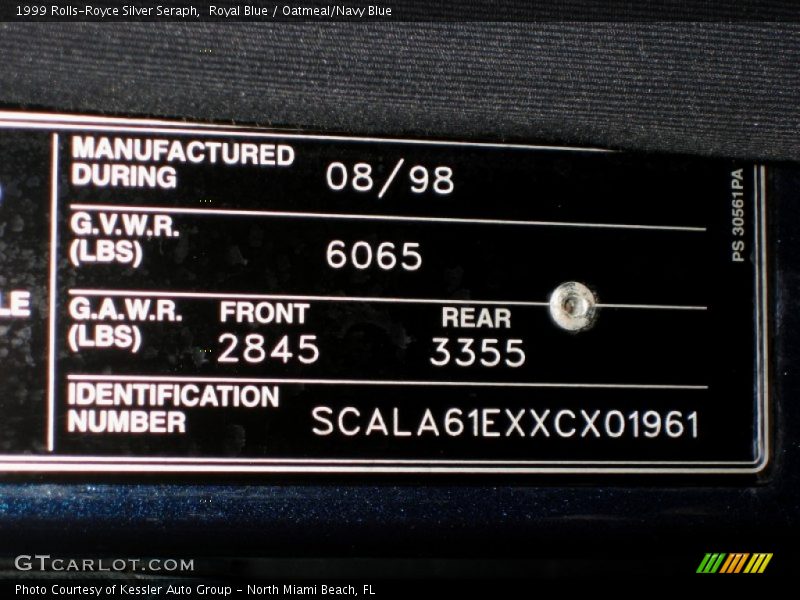 1999 Rolls-Royce Silver Seraph,  Royal Blue / Oatmeal/Navy Blue
MANUFACTURED
DURING
08/98
G.V.W.R.
(LBS)
6065
G.A.W.R.
(LBS)
FRONT
2845
REAR
3355
IDENTIFICATION
NUMBER
SCALA61EXXCX01961
PS 30561PA
LE
GTCARLOT.COM
Photo Courtesy of Kessler Auto Group - North Miami Beach, FL